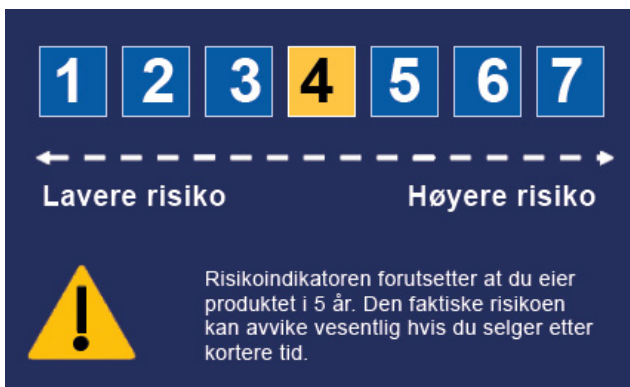 1 2 3 4 5 6 7
Lavere risiko Høyere risiko
!
Risikoindikatoren forutsetter at du eier
produktet i 5 år. Den faktiske risikoen
kan avvike vesentlig hvis du selger etter
kortere tid.